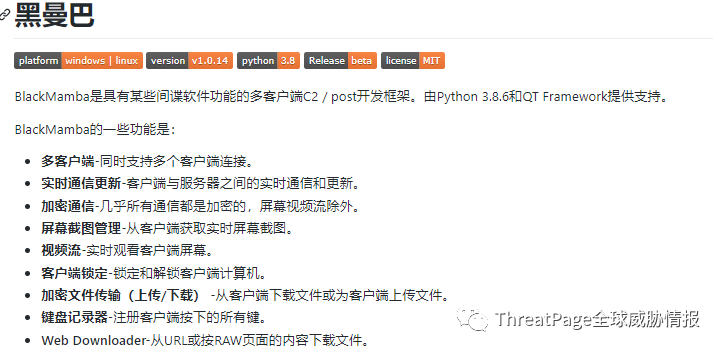 黑曼巴
platform windows | linux version v1.0.14 python 3.8 Release beta license MIT
BlackMamba是具有某些间谍软件功能的多客户端C2 / post开发框架。由Python 3.8.6和QT Framework提供支持。
BlackMamba的一些功能是：
多客户端-同时支持多个客户端连接。
实时通信更新-客户端与服务器之间的实时通信和更新。
加密通信-几乎所有通信都是加密的，屏幕视频流除外。
屏幕截图管理-从客户端获取实时屏幕截图。
视频流-实时观看客户端屏幕。
客户端锁定-锁定和解锁客户端计算机。
加密文件传输（上传/下载） -从客户端下载文件或为客户端上传文件。
键盘记录器-注册客户端按下的所有键。
Web Downloader-从URL或按RAW页面的内容下载文件。
ThreatPage全球威胁情报